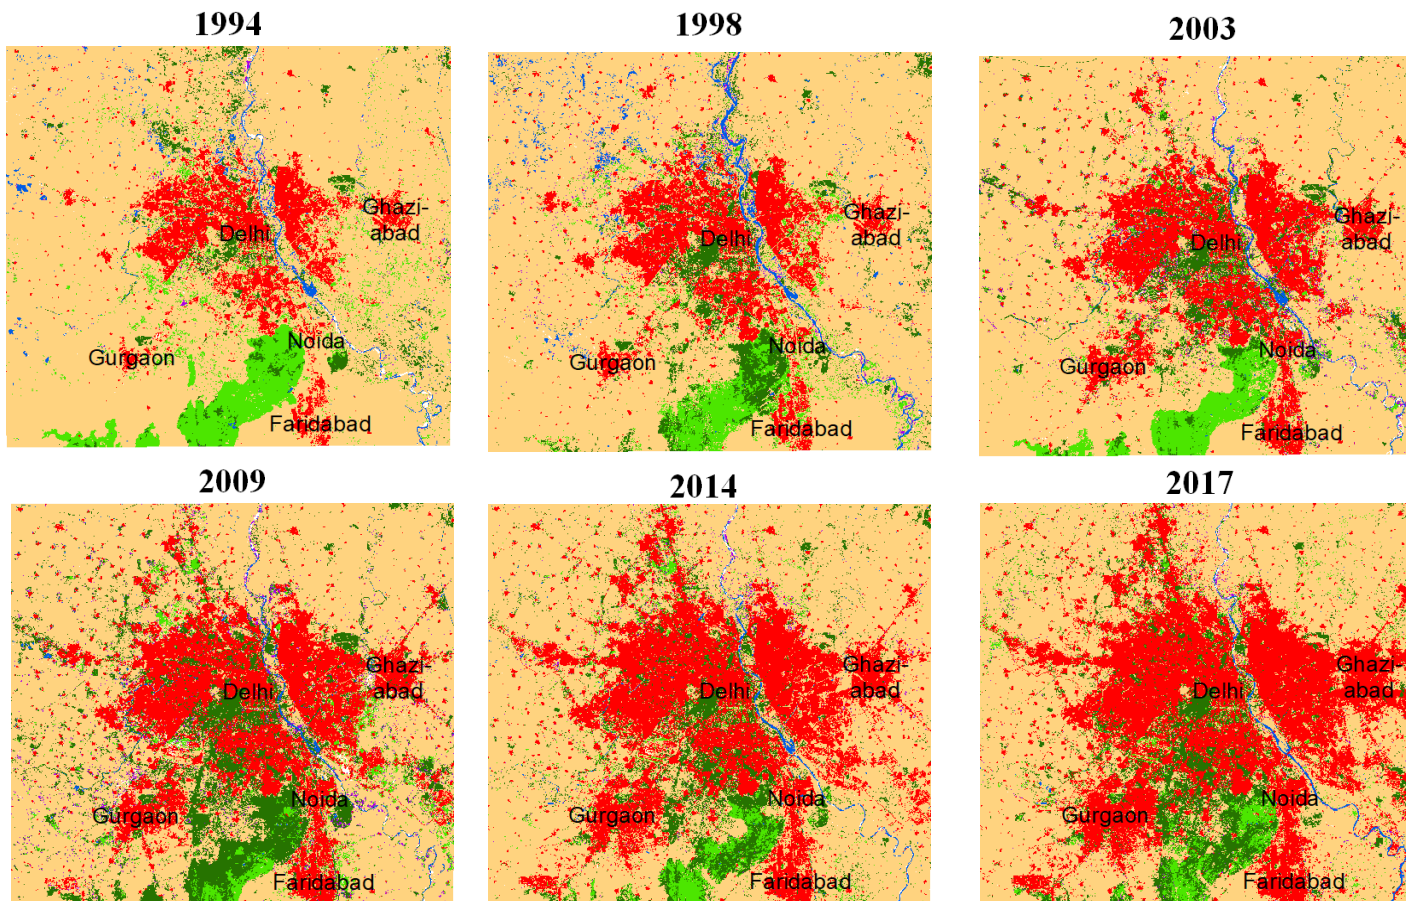 1994
1998
2003
Ghazi-
abad
Delhi
Noida
Gurgaon
Faridabad
Ghazi-
abad
Delhi
Noida
Gurgaon
Faridabad
Ghazi-
abad
Delhi
Noida
Gurgaon
Faridabad
2009
2014
2017
Ghazi-
abad
Delhi
Noida
Gurgaon
Faridabad
Ghazi-
abad
Delhi
Noida
Gurgaon
Faridabad
Ghazi-
abad
Delhi
Noida
Gurgaon
Faridabad